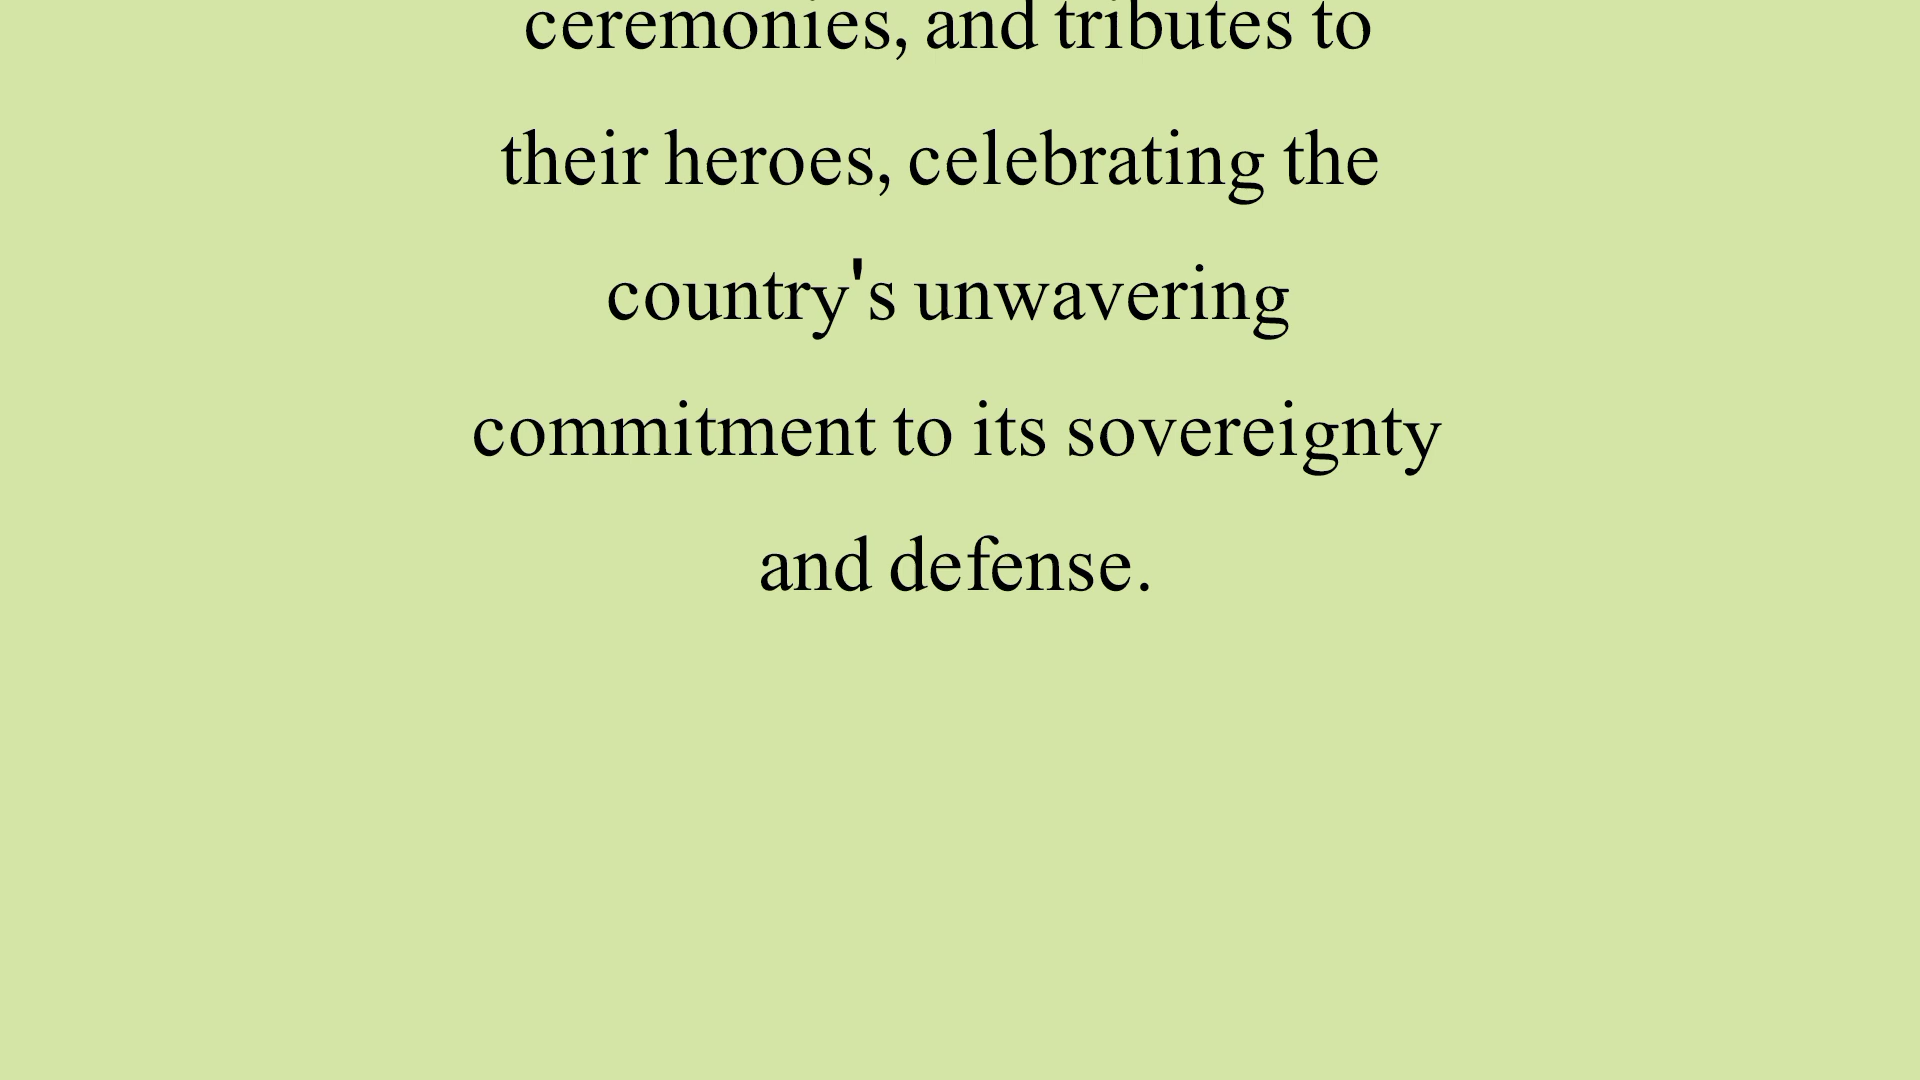 ceremonies, and tributes to
their heroes, celebrating the
country's unwavering
commitment to its sovereignty
and defense.